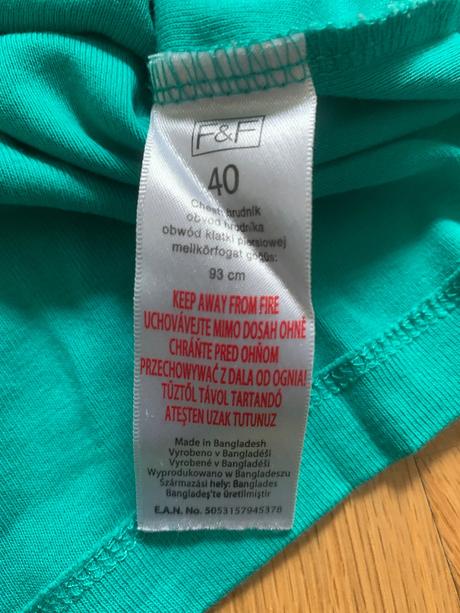 F&F
40
Chest hrudník
obvod hrudníka
obwód klatki piersiowej
mellkörfogat göğüs:
93 cm
KEEP AWAY FROM FIRE
UCHOVÁVEJTE MIMO DOSAH OHNĚ
CHRÁŇTE PRED OHŇOM
PRZECHOWYWAĆ Z DALA OD OGNIA!
TŰZTŐL TÁVOL TARTANDÓ
ATEŞTEN UZAK TUTUNUZ
Made in Bangladesh
Vyrobeno v Bangladéši
Vyrobené v Bangladéši
Wyprodukowano w Bangladeszu
Származási hely: Banglades
Bangladeş'te üretilmiştir
E.A.N. No. 5053157945378